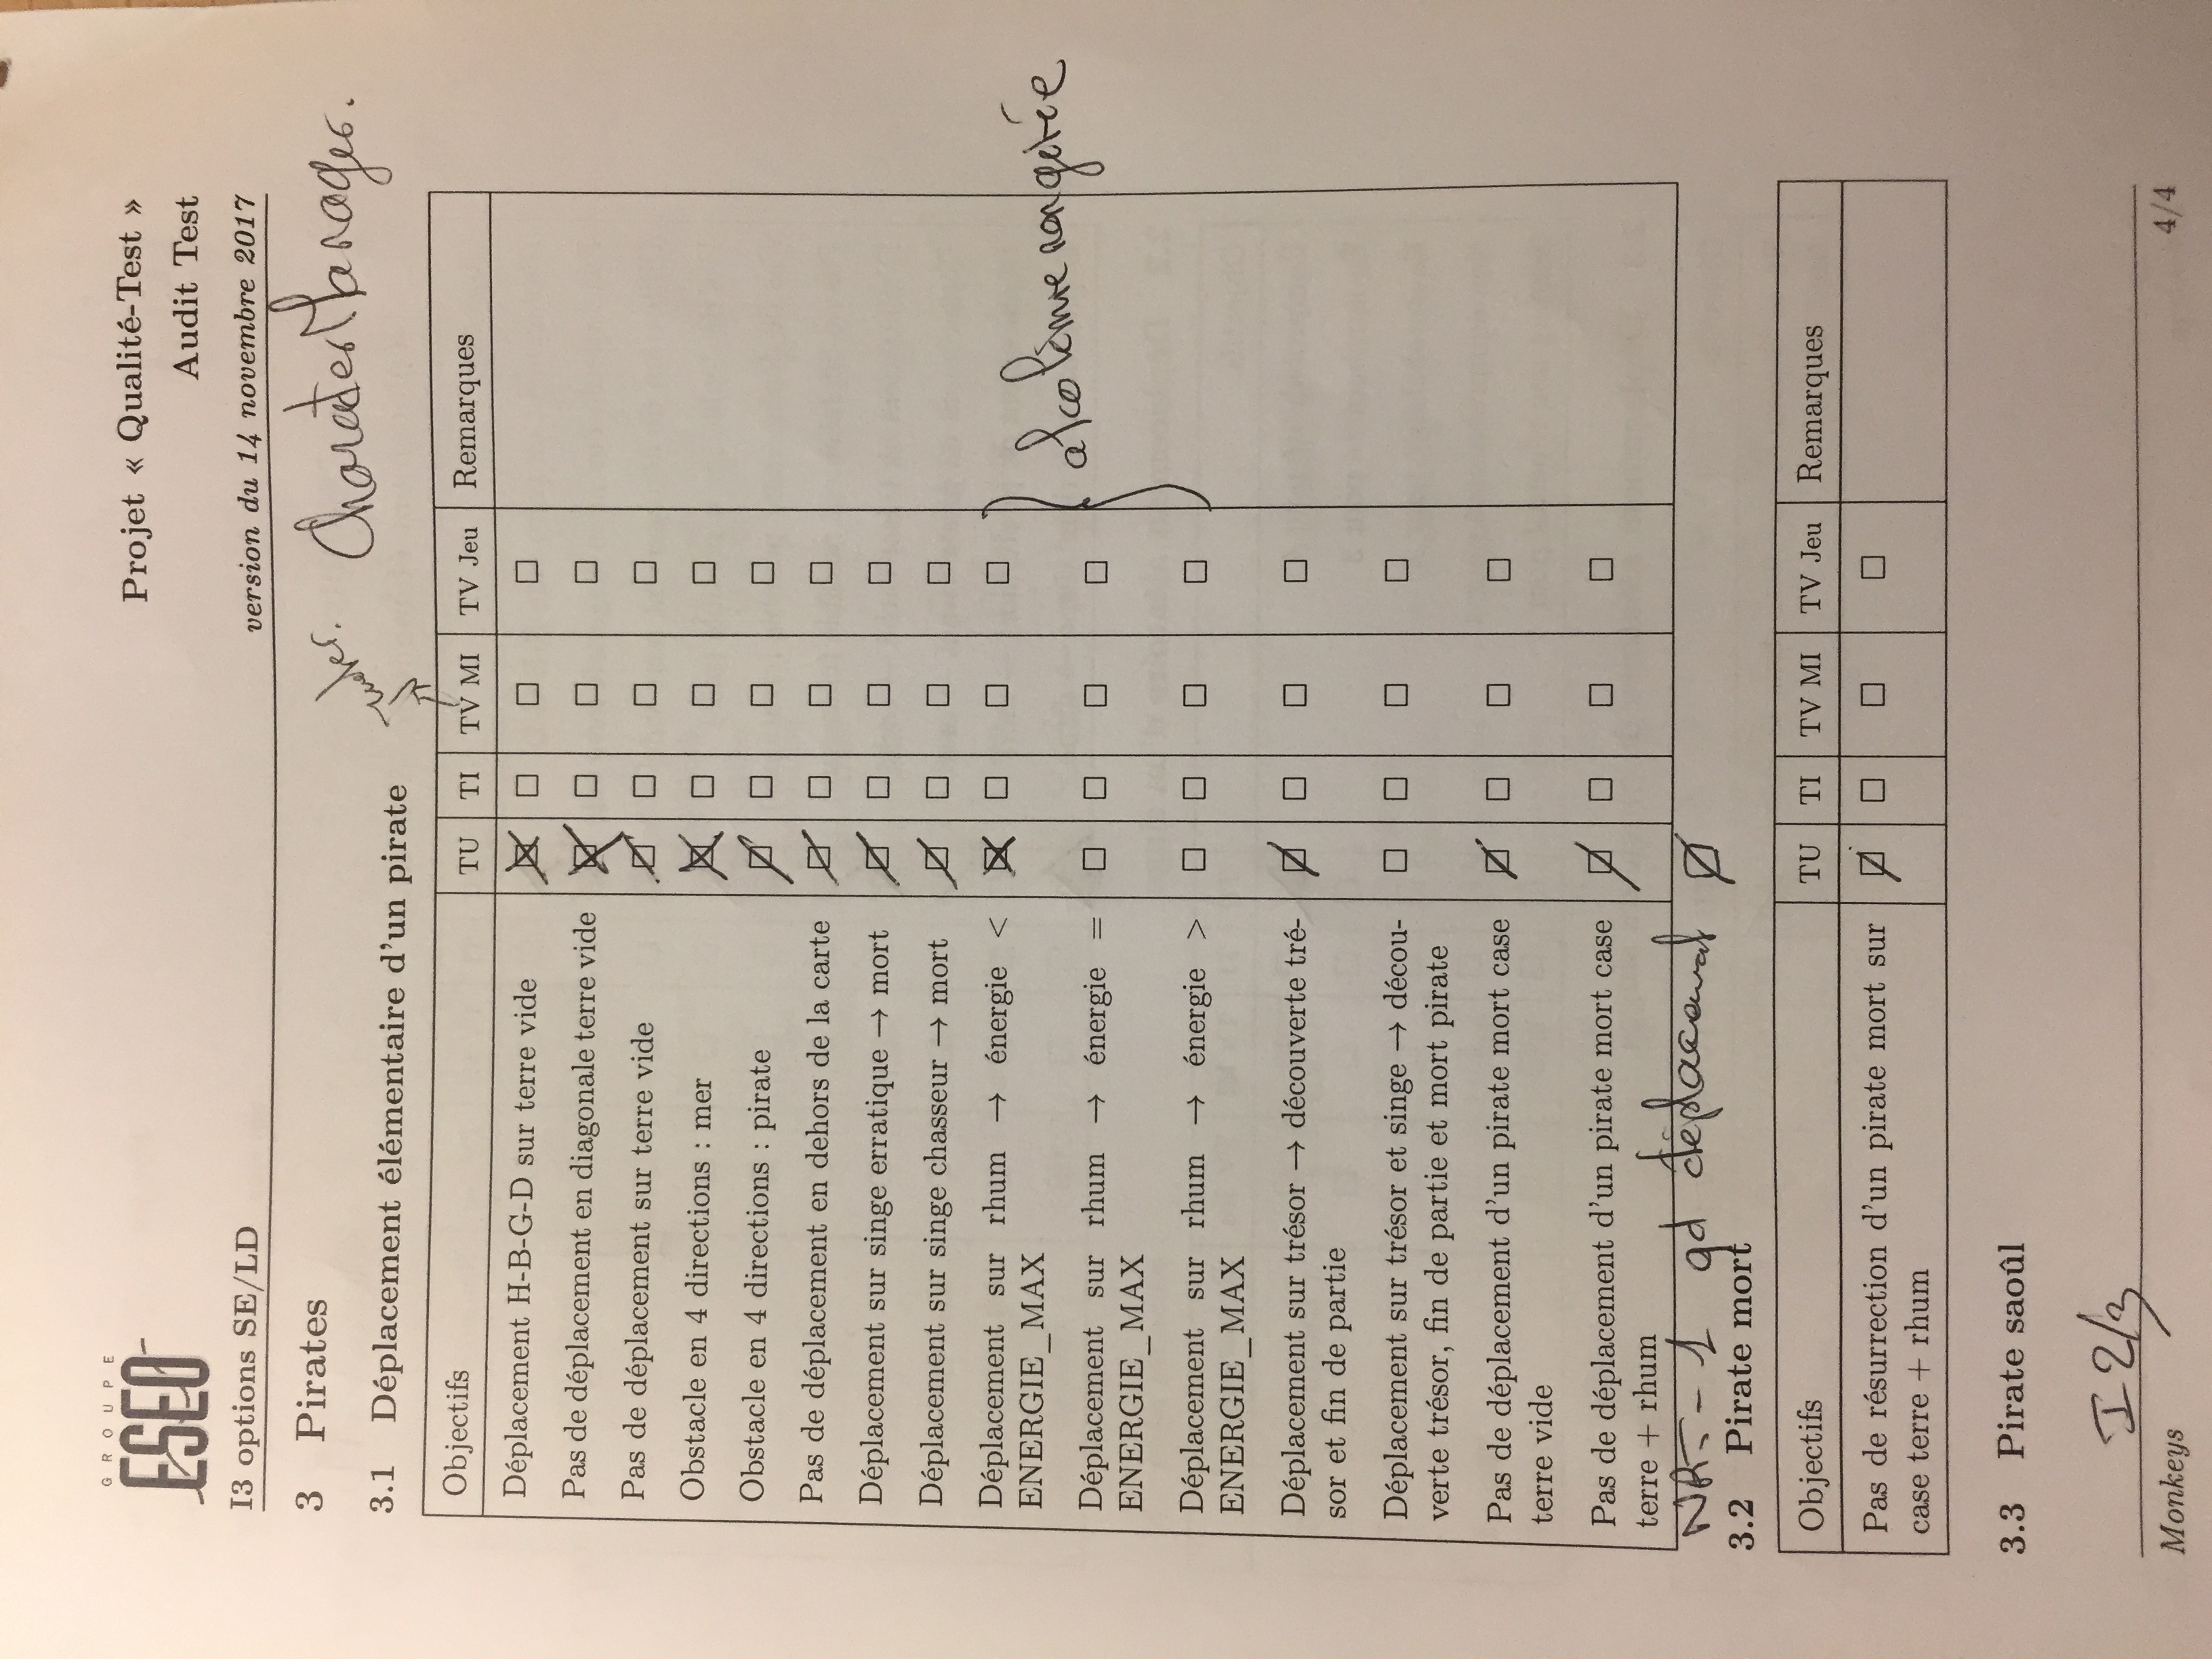 GROUPE
ESEO
Projet « Qualité-Test »
Audit Test
I3 options SE/LD
version du 14 novembre 2017
3 Pirates
CharaterManager.
3.1 Déplacement élémentaire d'un pirate
Objectifs TU TI TV MI TV Jeu Remarques
Déplacement H-B-G-D sur terre vide ☒ ☐ ☐ ☐
Pas de déplacement en diagonale terre vide ☒ ☐ ☐ ☐
Pas de déplacement sur terre vide ☒ ☐ ☐ ☐
Obstacle en 4 directions : mer ☒ ☐ ☐ ☐
Obstacle en 4 directions : pirate ☒ ☐ ☐ ☐
Pas de déplacement en dehors de la carte ☒ ☐ ☐ ☐
Déplacement sur singe erratique → mort ☒ ☐ ☐ ☐
Déplacement sur singe chasseur → mort ☒ ☐ ☐ ☐
Déplacement sur rhum → énergie < ☒ ☐ ☐ ☐
ENERGIE_MAX
alcolémie non gérée
Déplacement sur rhum → énergie = ☐ ☐ ☐ ☐
ENERGIE_MAX
Déplacement sur rhum → énergie > ☐ ☐ ☐ ☐
ENERGIE_MAX
Déplacement sur trésor → découverte tré- ☒ ☐ ☐ ☐
sor et fin de partie
Déplacement sur trésor et singe → décou- ☐ ☐ ☐ ☐
verte trésor, fin de partie et mort pirate
Pas de déplacement d'un pirate mort case ☒ ☐ ☐ ☐
terre vide
Pas de déplacement d'un pirate mort case ☒ ☐ ☐ ☐
terre + rhum
- 1 qd déplacement ☒
3.2 Pirate mort
Objectifs TU TI TV MI TV Jeu Remarques
Pas de résurrection d'un pirate mort sur ☒ ☐ ☐ ☐
case terre + rhum
3.3 Pirate saoûl
I 2/3
Monkeys 4/4